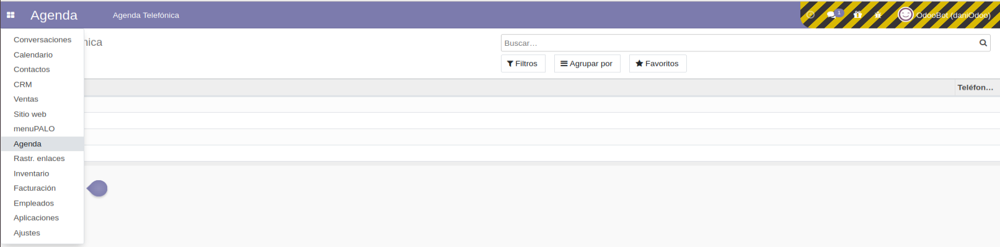 Agenda
Agenda Telefónica
1
OdooBot (daniOdoo)
Conversaciones
Calendario
Contactos
CRM
Ventas
Sitio web
menuPALO
Agenda
Rastr. enlaces
Inventario
Facturación
Empleados
Aplicaciones
Ajustes
nica
Buscar...
Filtros
Agrupar por
Favoritos
Teléfon...